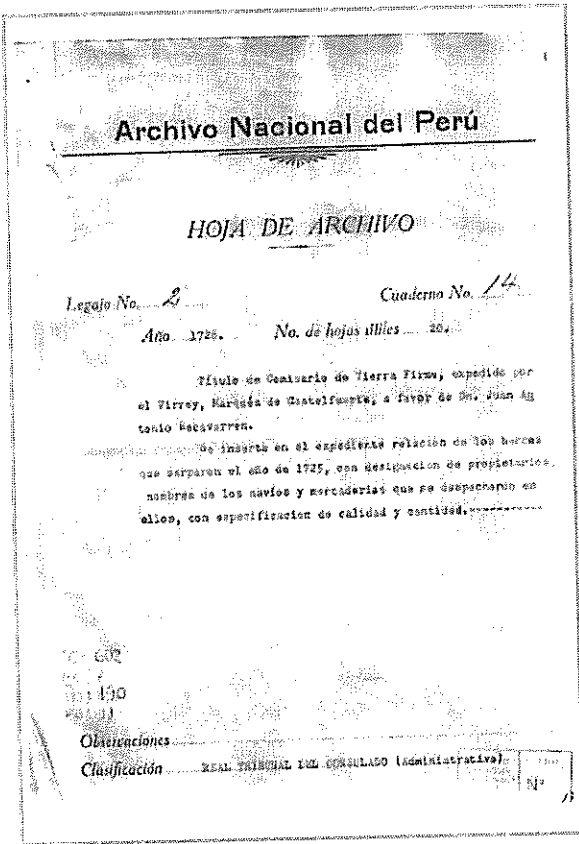 Archivo Nacional del Perú
HOJA DE ARCHIVO
Legajo No. 2
Cuaderno No. 14
Año 1725. No. de hojas útiles 20.
Título de Comisario de Tierra Firme, expedido por
el Virrey, Marqués de Castelfuerte, a favor de Dn. Juan An
tonio
Se inserta en el expediente relación de los barcos
que zarparon el año de 1725, con designación de propietarios,
nombres de los navíos y mercaderías que se despacharon en
ellos, con especificación de calidad y cantidad.
602
Observaciones
Clasificación REAL TRIBUNAL DEL CONSULADO (administrativa)
Nº